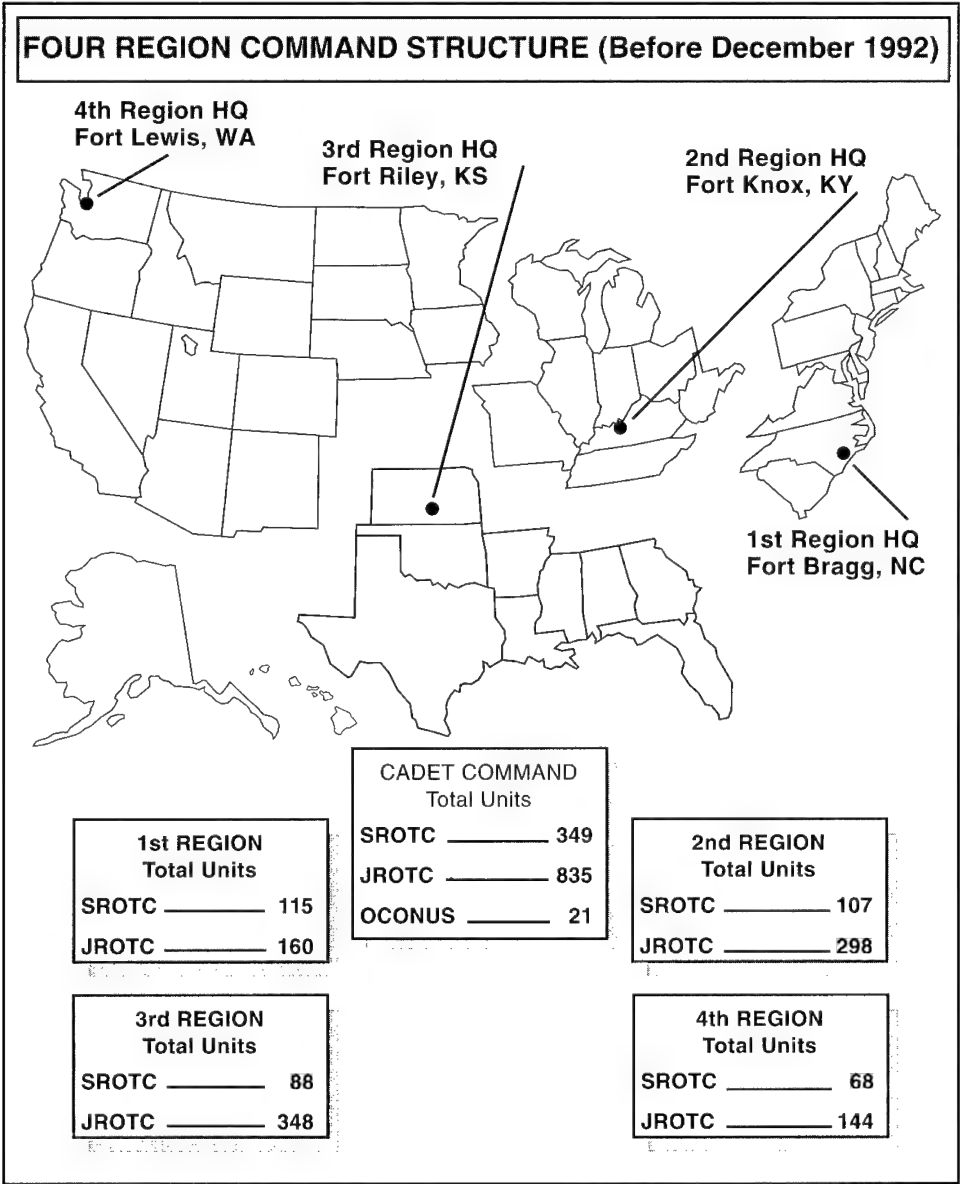 FOUR REGION COMMAND STRUCTURE (Before December 1992)
4th Region HQ
Fort Lewis, WA
3rd Region HQ
Fort Riley, KS
2nd Region HQ
Fort Knox, KY
1st Region HQ
Fort Bragg, NC
CADET COMMAND
Total Units
SROTC 349
JROTC 835
OCONUS 21
1st REGION
Total Units
SROTC 115
JROTC 160
2nd REGION
Total Units
SROTC 107
JROTC 298
3rd REGION
Total Units
SROTC 88
JROTC 348
4th REGION
Total Units
SROTC 68
JROTC 144